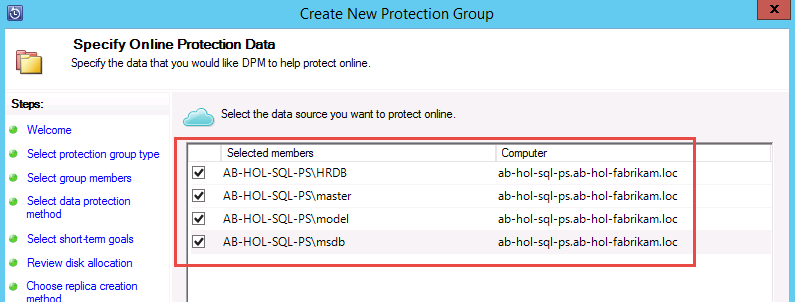 Create New Protection Group
x
Specify Online Protection Data
Specify the data that you would like DPM to help protect online.
Steps:
Welcome
Select protection group type
Select group members
Select data protection
method
Select short-term goals
Review disk allocation
Choose replica creation
method
Select the data source you want to protect online.
Selected members Computer
AB-HOL-SQL-PS\HRDB ab-hol-sql-ps.ab-hol-fabrikam.loc
AB-HOL-SQL-PS\master ab-hol-sql-ps.ab-hol-fabrikam.loc
AB-HOL-SQL-PS\model ab-hol-sql-ps.ab-hol-fabrikam.loc
AB-HOL-SQL-PS\msdb ab-hol-sql-ps.ab-hol-fabrikam.loc